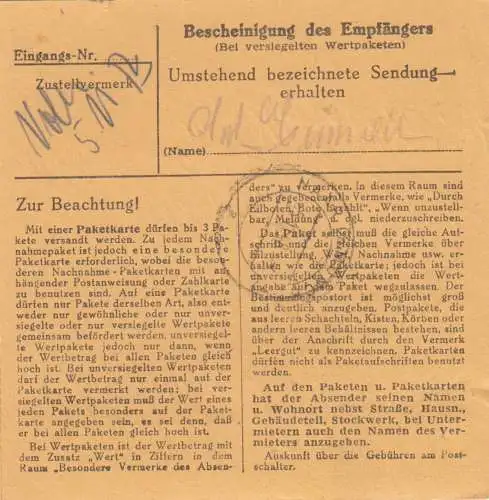 Bescheinigung des Empfängers
(Bei versiegelten Wertpaketen)
Eingangs-Nr.
Zustellvermerk
Umstehend bezeichnete Sendung
erhalten
(Name)
Zur Beachtung!
Mit einer Paketkarte dürfen bis 3 Pa-
kete versandt werden. Zu jedem Nach-
nahmepaket ist jedoch eine besondere
Paketkarte erforderlich, wobei die beson-
deren Nachnahme-Paketkarten mit an-
hängender Postanweisung oder Zahlkarte
zu benutzen sind. Auf eine Paketkarte
dürfen nur Pakete derselben Art, also ent-
weder nur gewöhnliche oder nur unver-
siegelte oder nur versiegelte Wertpakete
gemeinsam befördert werden, unversiegel-
te Wertpakete jedoch nur dann, wenn
der Wertbetrag bei allen Paketen gleich
hoch ist. Bei unversiegelten Wertpaketen
darf der Wertbetrag nur einmal auf der
Paketkarte vermerkt werden; bei ver-
siegelten Wertpaketen muß der Wert eines
jeden Pakets besonders auf der Paket-
karte angegeben sein, es sei denn, daß
er bei allen Paketen gleich hoch ist.
Bei Wertpaketen ist der Wertbetrag mit
dem Zusatz „Wert" in Ziffern in dem
Raum „Besondere Vermerke des Absen-
ders" zu vermerken. In diesem Raum sind
auch gegebenenfalls Vermerke, wie „Durch
Eilboten, Bote bezahlt", „Wenn unzustell-
bar, Meldung" u. dgl. niederzuschreiben.
Das Paket selbst muß die gleiche Auf-
schrift und die gleichen Vermerke über
Eilzustellung, Wert, Nachnahme usw. er-
halten wie die Paketkarte; jedoch ist bei
unversiegelten Wertpaketen die Wert-
angabe auf dem Paket wegzulassen. Der
Bestimmungspostort ist möglichst groß
und deutlich anzugeben. Postpakete, die
aus leeren Schachteln, Kisten, Körben oder
andern leeren Behältnissen bestehen, sind
über der Anschrift durch den Vermerk
„Leergut" zu kennzeichnen. Paketkarten
dürfen nicht als Paketaufschriften benutzt
werden.
Auf den Paketen u. Paketkarten
hat der Absender seinen Namen
u. Wohnort nebst Straße, Hausn.,
Gebäudeteil, Stockwerk, bei Unter-
mietern auch den Namen des Ver-
mieters anzugeben.
Auskunft über die Gebühren am Post-
schalter.